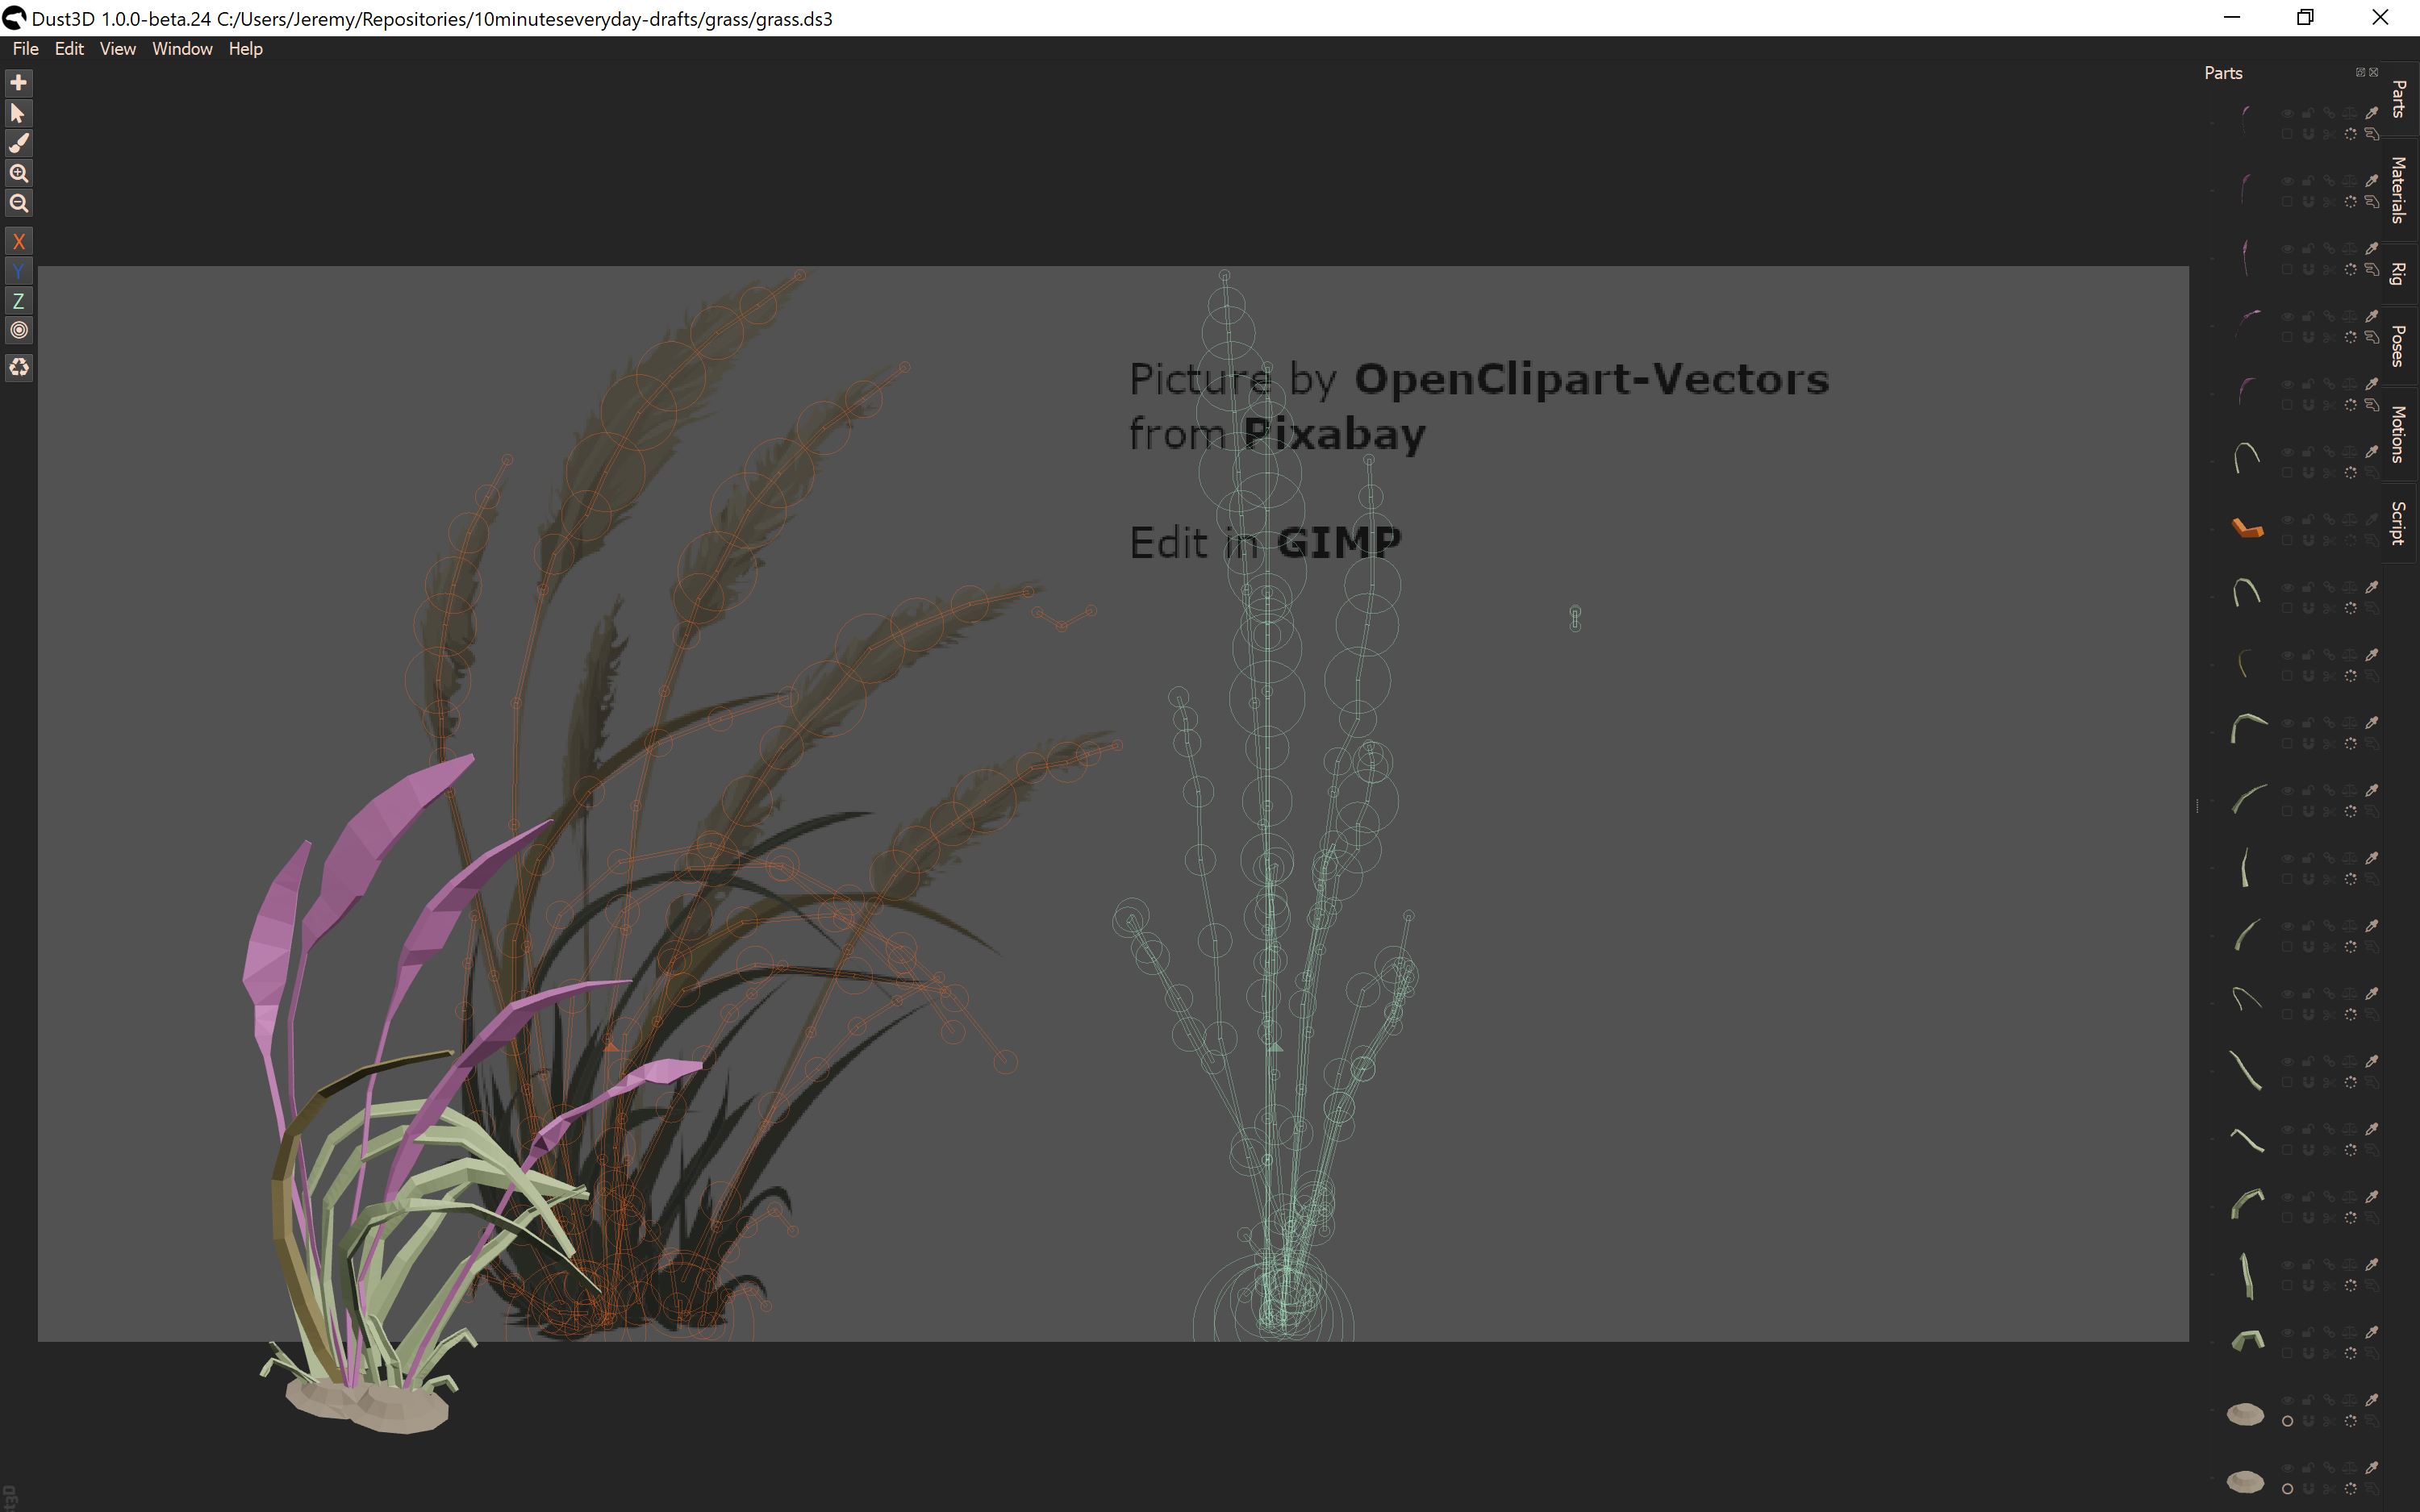 Dust3D 1.0.0-beta.24 C:/Users/Jeremy/Repositories/10minuteseveryday-drafts/grass/grass.ds3
File Edit View Window Help
Parts
X
Y
Z
Picture by OpenClipart-Vectors
from Pixabay
Edit in GIMP
Parts
Materials
Rig
Poses
Motions
Script